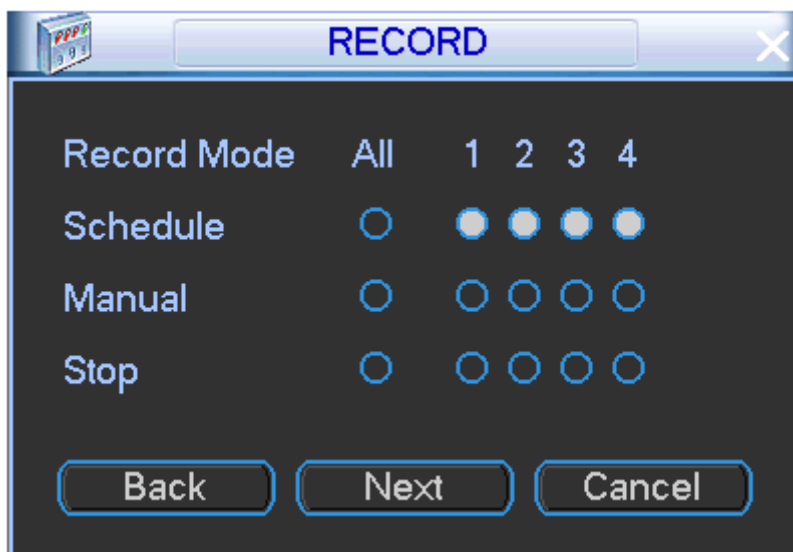 RECORD
Record Mode All 1 2 3 4
Schedule
Manual
Stop
Back Next Cancel